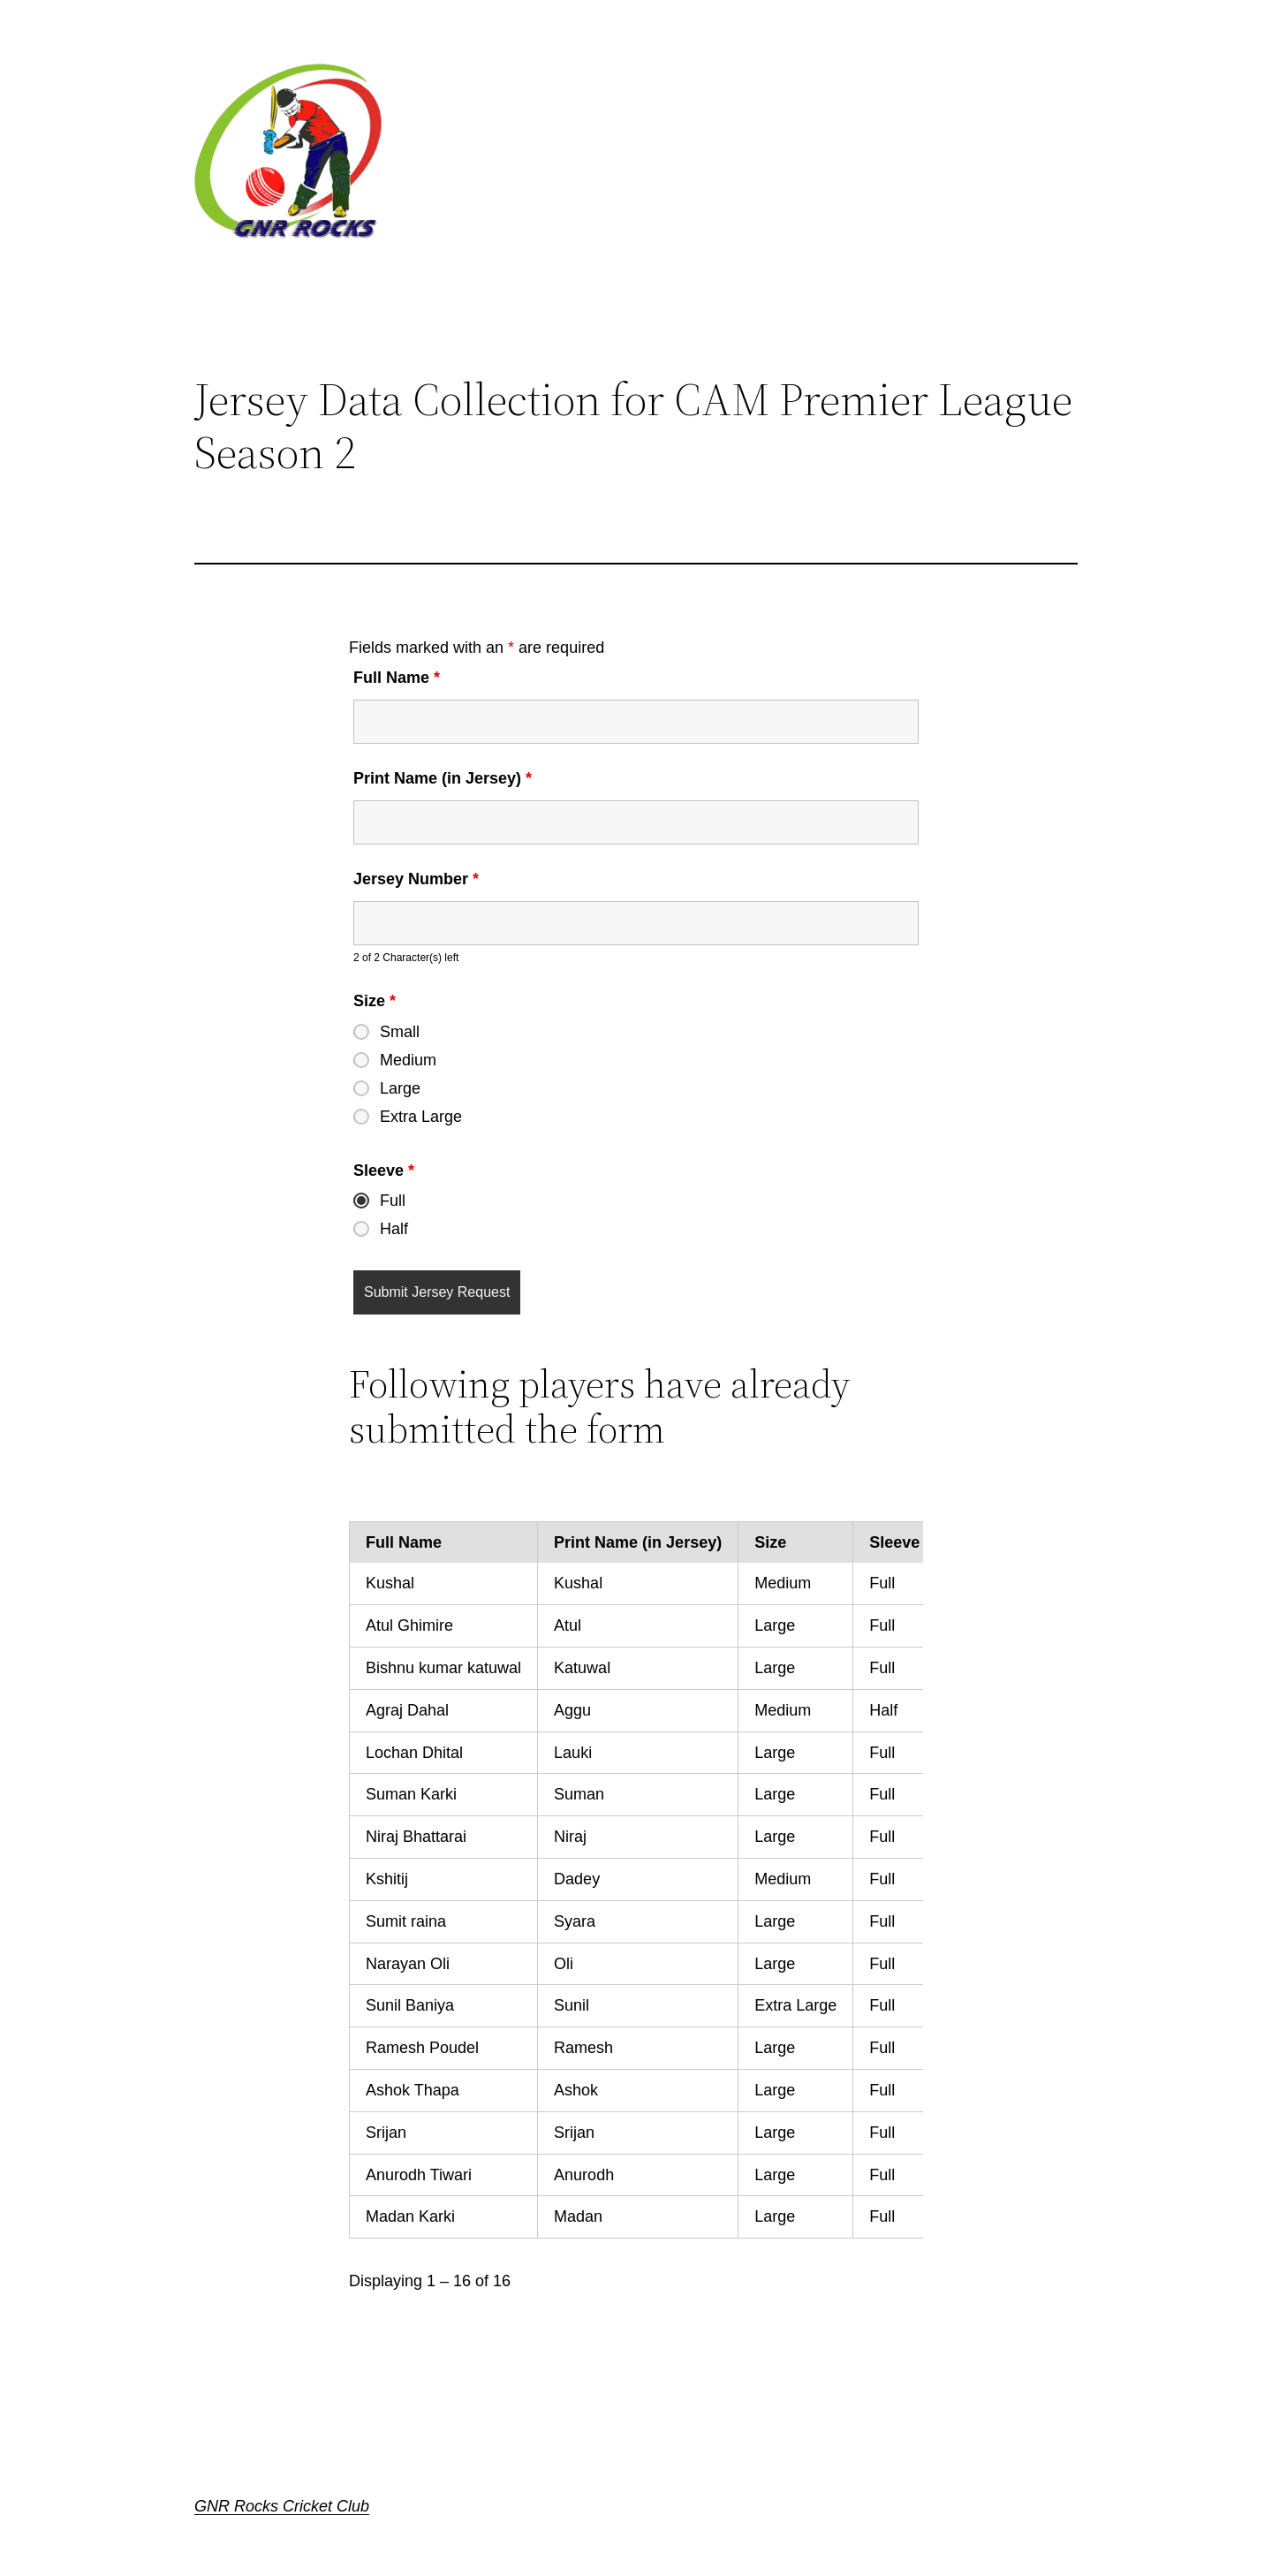 GNR ROCKS
Jersey Data Collection for CAM Premier League
Season 2
Fields marked with an * are required
Full Name *
Print Name (in Jersey) *
Jersey Number *
2 of 2 Character(s) left
Size *
Small
Medium
Large
Extra Large
Sleeve *
Full
Half
Submit Jersey Request
Following players have already
submitted the form
Full Name Print Name (in Jersey) Size Sleeve
Kushal Kushal Medium Full
Atul Ghimire Atul Large Full
Bishnu kumar katuwal Katuwal Large Full
Agraj Dahal Aggu Medium Half
Lochan Dhital Lauki Large Full
Suman Karki Suman Large Full
Niraj Bhattarai Niraj Large Full
Kshitij Dadey Medium Full
Sumit raina Syara Large Full
Narayan Oli Oli Large Full
Sunil Baniya Sunil Extra Large Full
Ramesh Poudel Ramesh Large Full
Ashok Thapa Ashok Large Full
Srijan Srijan Large Full
Anurodh Tiwari Anurodh Large Full
Madan Karki Madan Large Full
Displaying 1 – 16 of 16
GNR Rocks Cricket Club